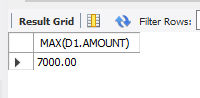 Result Grid Filter Rows:
MAX(D1.AMOUNT)
7000.00